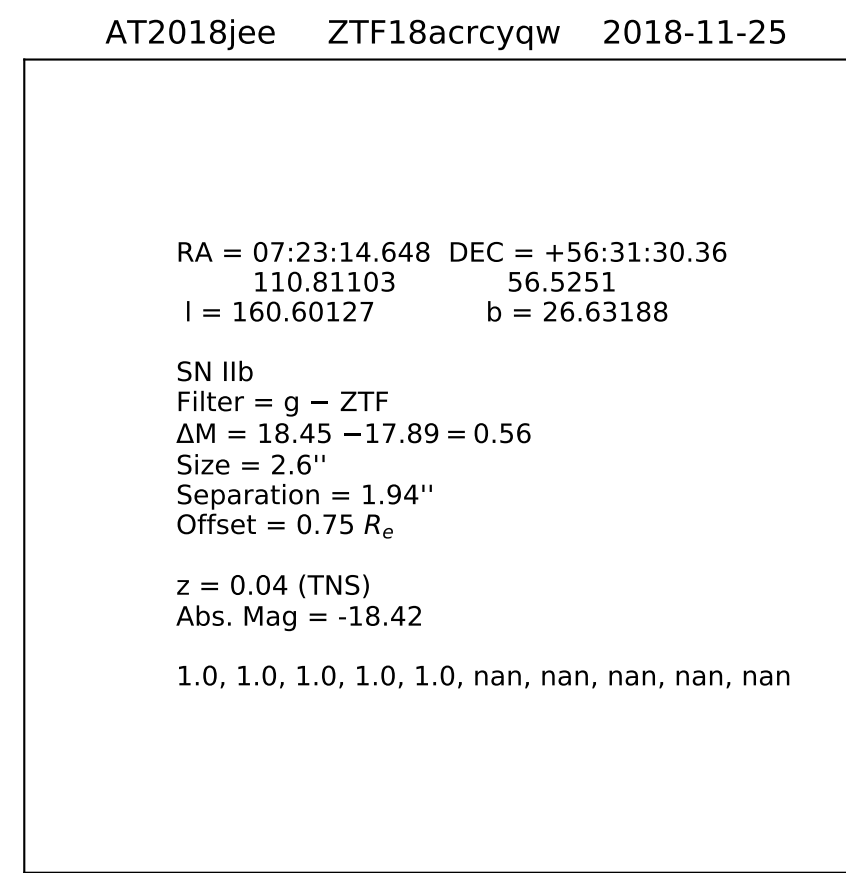 AT2018jee ZTF18acrcyqw 2018-11-25
RA = 07:23:14.648 DEC = +56:31:30.36
110.81103 56.5251
l = 160.60127 b = 26.63188
SN IIb
Filter = g − ZTF
ΔM = 18.45 −17.89 = 0.56
Size = 2.6''
Separation = 1.94''
Offset = 0.75 Rₑ
z = 0.04 (TNS)
Abs. Mag = -18.42
1.0, 1.0, 1.0, 1.0, 1.0, nan, nan, nan, nan, nan